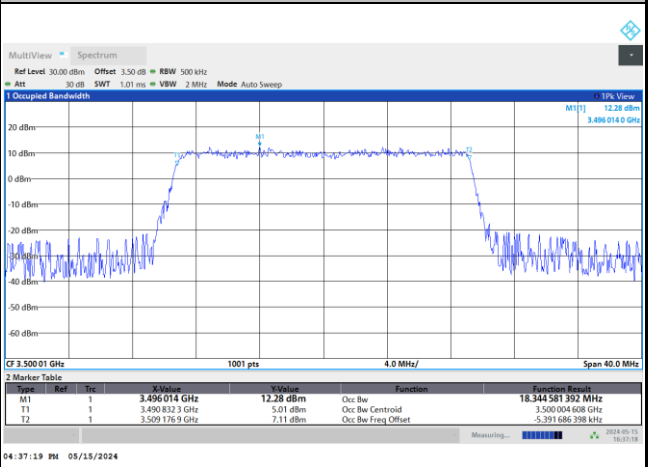 MultiView Spectrum
Ref Level 30.00 dBm Offset 3.50 dB RBW 500 kHz
Att 30 dB SWT 1.01 ms VBW 2 MHz Mode Auto Sweep
1 Occupied Bandwidth 1Pk View
M1[1] 12.28 dBm
3.496 014 0 GHz
20 dBm
M1
T1
T2
10 dBm
0 dBm
-10 dBm
-20 dBm
-30 dBm
-40 dBm
-50 dBm
-60 dBm
CF 3.500 01 GHz 1001 pts 4.0 MHz/ Span 40.0 MHz
2 Marker Table
Type Ref Trc X-Value Y-Value Function Function Result
M1 1 3.496 014 GHz 12.28 dBm Occ Bw 18.344 581 392 MHz
T1 1 3.490 832 3 GHz 5.01 dBm Occ Bw Centroid 3.500 004 608 GHz
T2 1 3.509 176 9 GHz 7.11 dBm Occ Bw Freq Offset -5.391 686 398 kHz
Measuring... 2024-05-15
16:37:18
04:37:19 PM 05/15/2024